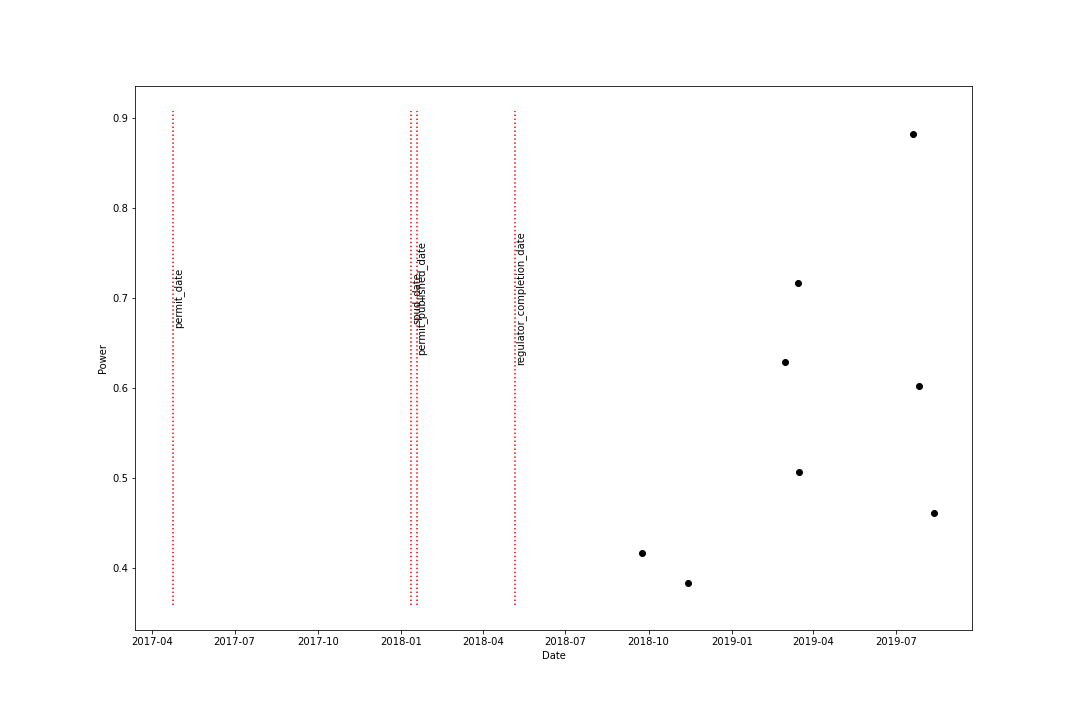 0.9
0.8
0.7
0.6
0.5
0.4
Power
permit_date
spud_date
permit_published_date
regulator_completion_date
2017-04 2017-07 2017-10 2018-01 2018-04 2018-07 2018-10 2019-01 2019-04 2019-07
Date